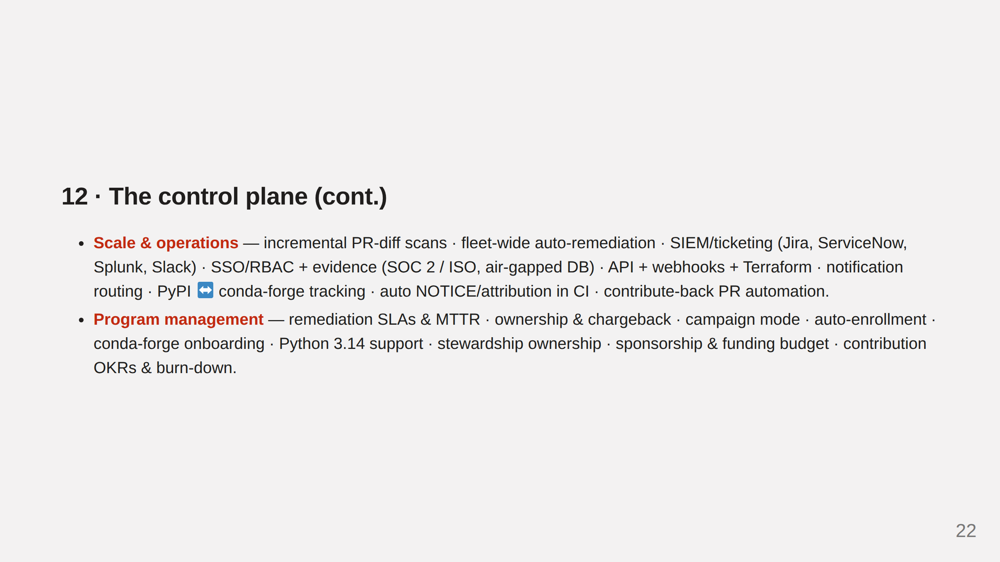 12 · The control plane (cont.)
• Scale & operations — incremental PR-diff scans · fleet-wide auto-remediation · SIEM/ticketing (Jira, ServiceNow,
Splunk, Slack) · SSO/RBAC + evidence (SOC 2 / ISO, air-gapped DB) · API + webhooks + Terraform · notification
routing · PyPI ↔️ conda-forge tracking · auto NOTICE/attribution in CI · contribute-back PR automation.
• Program management — remediation SLAs & MTTR · ownership & chargeback · campaign mode · auto-enrollment ·
conda-forge onboarding · Python 3.14 support · stewardship ownership · sponsorship & funding budget · contribution
OKRs & burn-down.
22